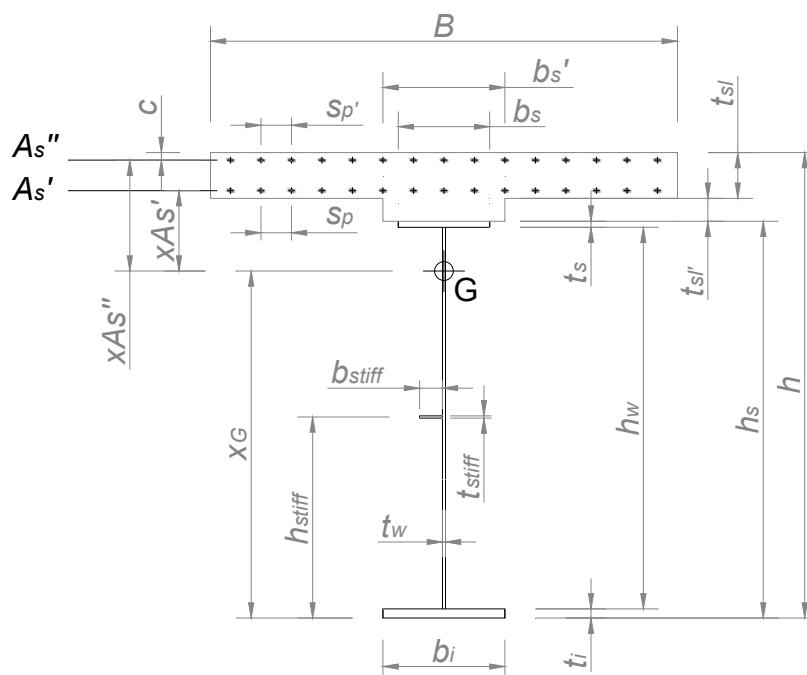 B
bs'
c
sp'
bs
tsl
As"
As'
sp
xAs'
ts
tsl'
G
xAs"
bstiff
xG
hstiff
tstiff
tw
hw
hs
h
bi
ti